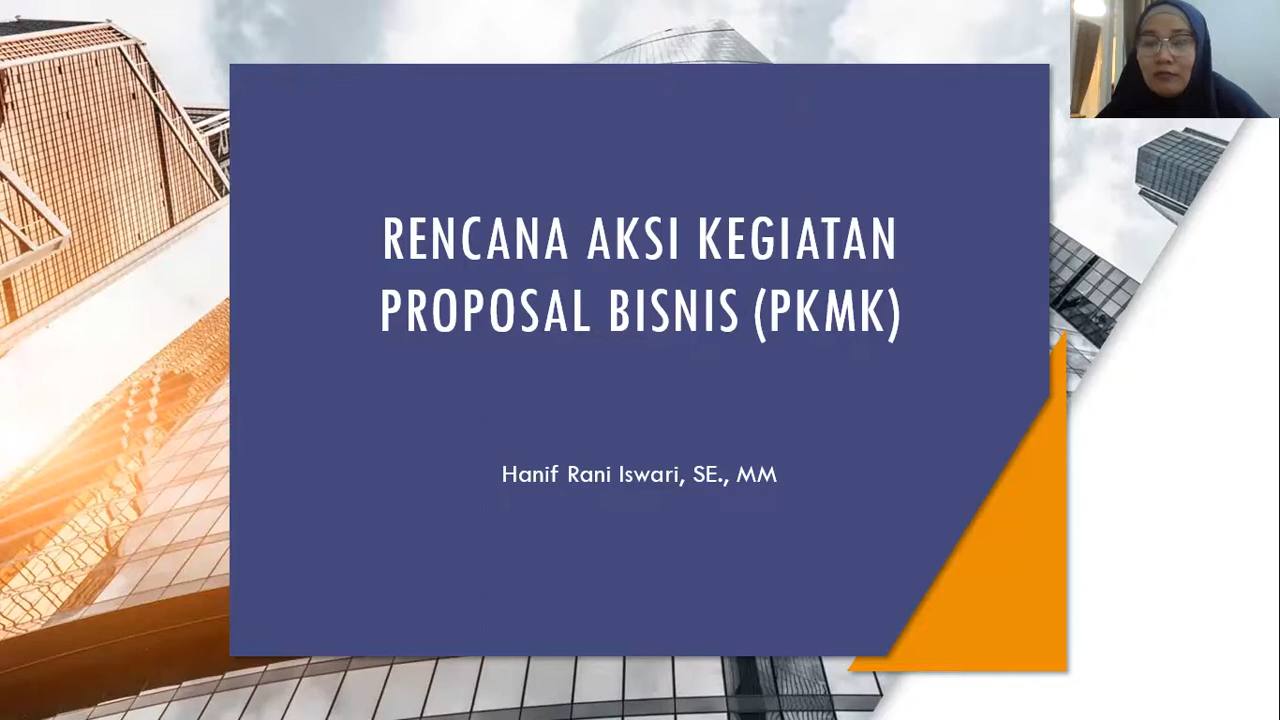 RENCANA AKSI KEGIATAN
PROPOSAL BISNIS (PKMK)
Hanif Rani Iswari, SE., MM